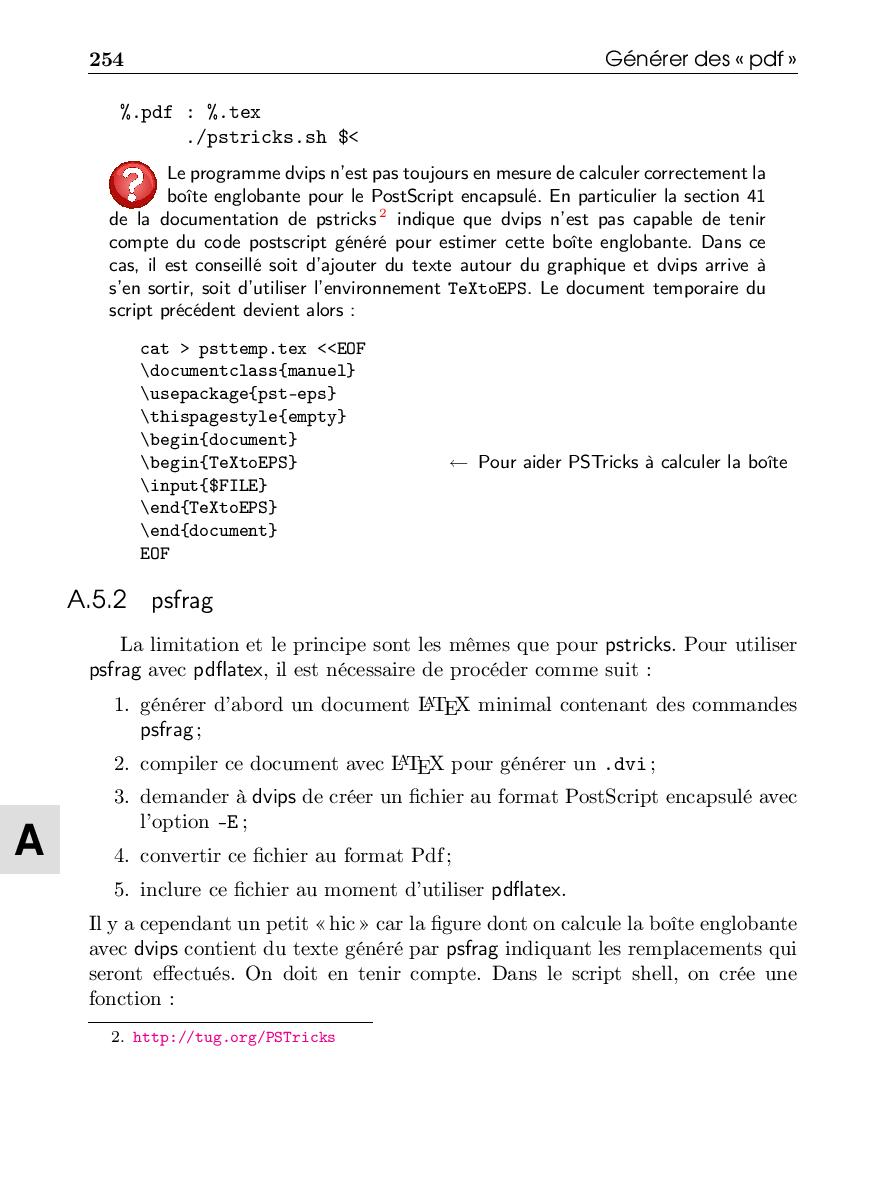 254 Générer des « pdf »
%.pdf : %.tex
./pstricks.sh $<
Le programme dvips n'est pas toujours en mesure de calculer correctement la
boîte englobante pour le PostScript encapsulé. En particulier la section 41
de la documentation de pstricks 2 indique que dvips n'est pas capable de tenir
compte du code postscript généré pour estimer cette boîte englobante. Dans ce
cas, il est conseillé soit d'ajouter du texte autour du graphique et dvips arrive à
s'en sortir, soit d'utiliser l'environnement TeXtoEPS. Le document temporaire du
script précédent devient alors :
cat > psttemp.tex <<EOF
\documentclass{manuel}
\usepackage{pst-eps}
\thispagestyle{empty}
\begin{document}
\begin{TeXtoEPS} ← Pour aider PSTricks à calculer la boîte
\input{$FILE}
\end{TeXtoEPS}
\end{document}
EOF
A.5.2 psfrag
La limitation et le principe sont les mêmes que pour pstricks. Pour utiliser
psfrag avec pdflatex, il est nécessaire de procéder comme suit :
1. générer d'abord un document LATEX minimal contenant des commandes
psfrag ;
2. compiler ce document avec LATEX pour générer un .dvi ;
3. demander à dvips de créer un fichier au format PostScript encapsulé avec
l'option -E ;
A
4. convertir ce fichier au format Pdf ;
5. inclure ce fichier au moment d'utiliser pdflatex.
Il y a cependant un petit « hic » car la figure dont on calcule la boîte englobante
avec dvips contient du texte généré par psfrag indiquant les remplacements qui
seront effectués. On doit en tenir compte. Dans le script shell, on crée une
fonction :
2. http://tug.org/PSTricks